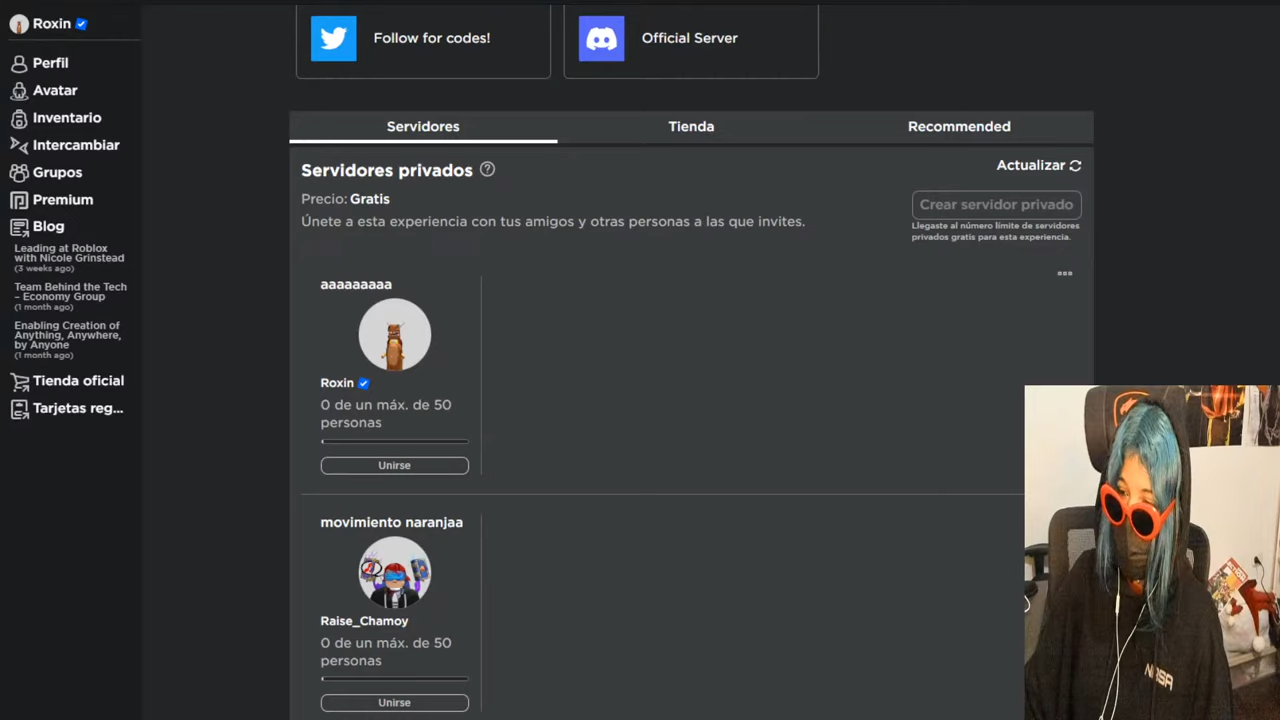 Roxin
Perfil
Avatar
Inventario
Intercambiar
Grupos
Premium
Blog
Leading at Roblox
with Nicole Grinstead
(3 weeks ago)
Team Behind the Tech
– Economy Group
(1 month ago)
Enabling Creation of
Anything, Anywhere,
by Anyone
(1 month ago)
Tienda oficial
Tarjetas reg...
Follow for codes!
Official Server
Servidores
Tienda
Recommended
Servidores privados
Actualizar
Precio: Gratis
Únete a esta experiencia con tus amigos y otras personas a las que invites.
Crear servidor privado
Llegaste al número límite de servidores
privados gratis para esta experiencia.
aaaaaaaaa
Roxin
0 de un máx. de 50
personas
Unirse
movimiento naranjaa
Raise_Chamoy
0 de un máx. de 50
personas
Unirse